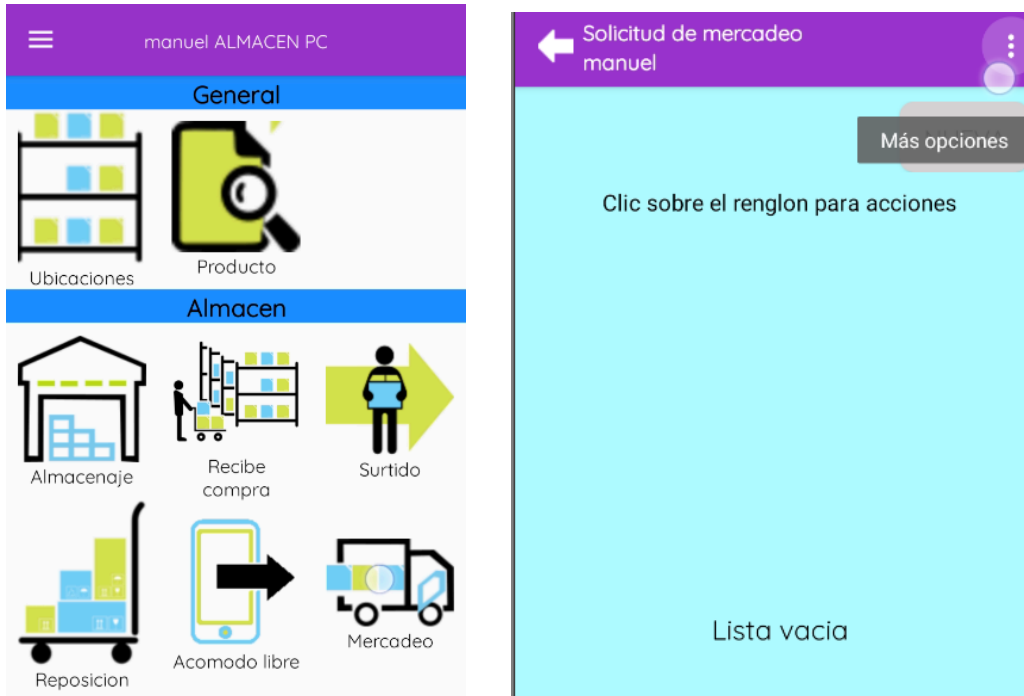 manuel ALMACEN PC
General
Ubicaciones
Producto
Almacen
Almacenaje
Recibe
compra
Surtido
Reposicion
Acomodo libre
Mercadeo
Solicitud de mercadeo
manuel
Más opciones
Clic sobre el renglon para acciones
Lista vacia